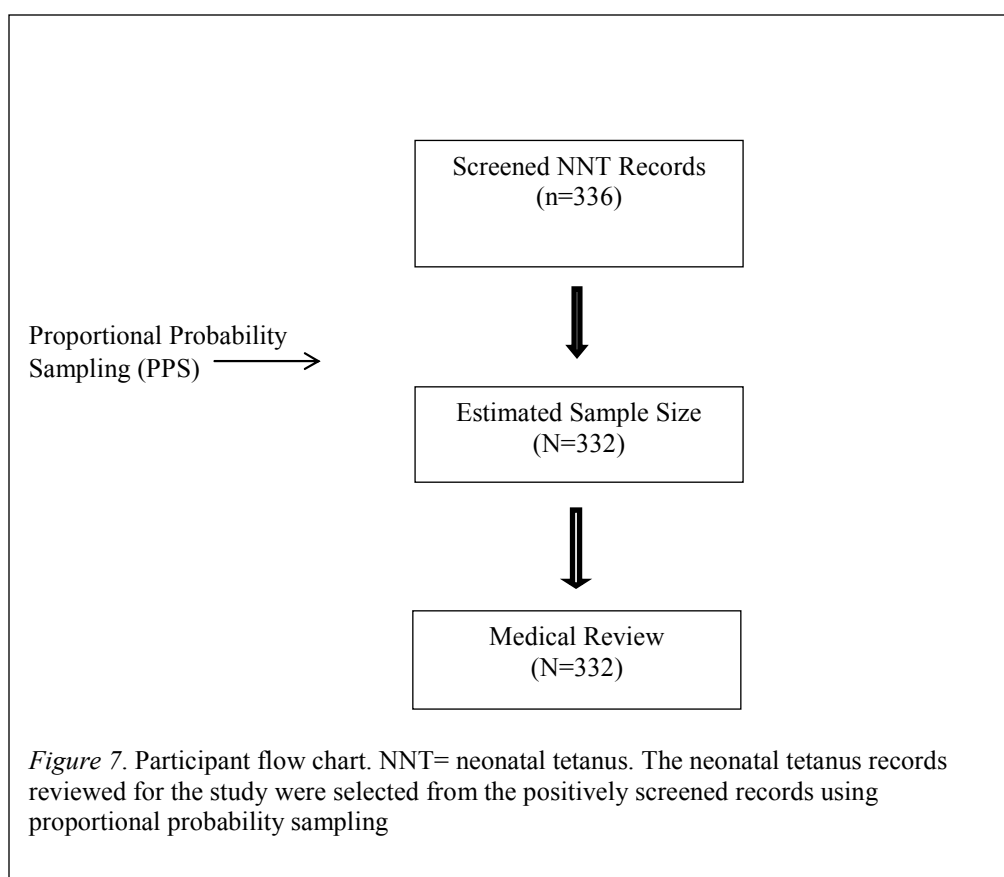 Screened NNT Records
(n=336)
Proportional Probability
Sampling (PPS)
Estimated Sample Size
(N=332)
Medical Review
(N=332)
Figure 7. Participant flow chart. NNT= neonatal tetanus. The neonatal tetanus records
reviewed for the study were selected from the positively screened records using
proportional probability sampling